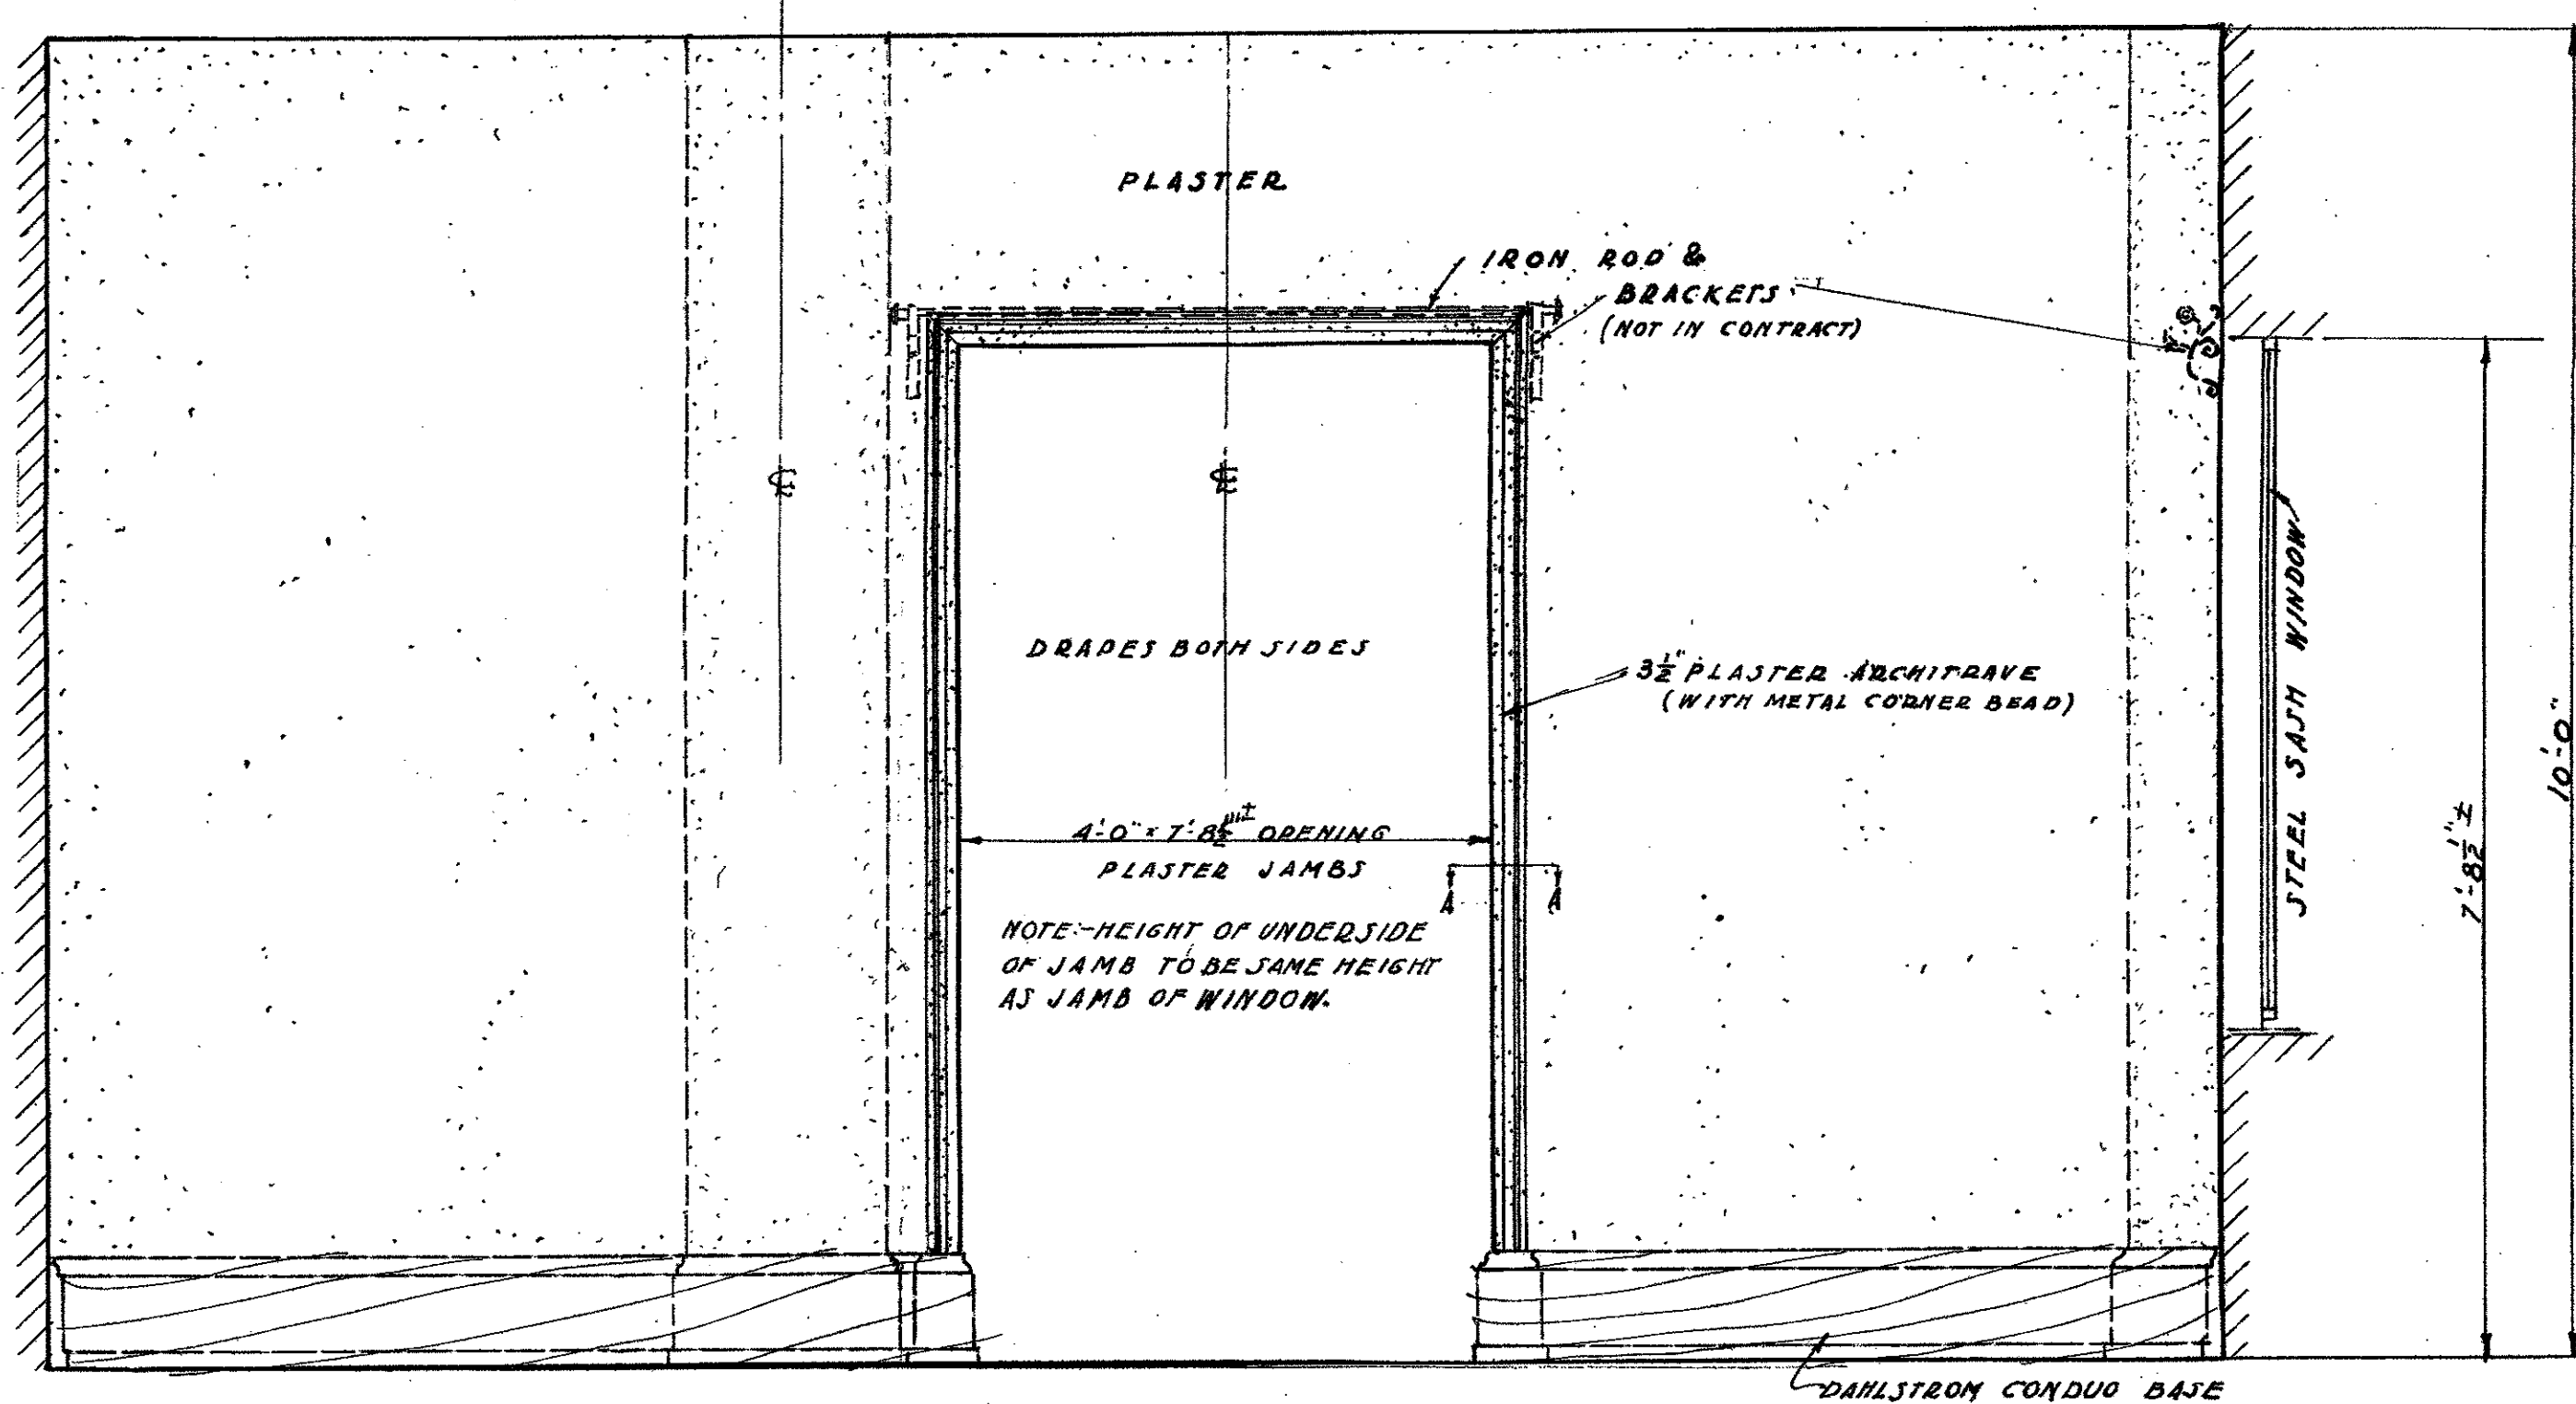 PLASTER
IRON ROD &
BRACKETS
(NOT IN CONTRACT)
℄
℄
DRAPES BOTH SIDES
3½" PLASTER ARCHITRAVE
(WITH METAL CORNER BEAD)
4'-0" x 7'-8½"± OPENING
PLASTER JAMBS
A A
NOTE:-HEIGHT OF UNDERSIDE
OF JAMB TO BE SAME HEIGHT
AS JAMB OF WINDOW.
STEEL SASH WINDOW
7'-8½"±
10'-0"
DAHLSTROM CONDUO BASE